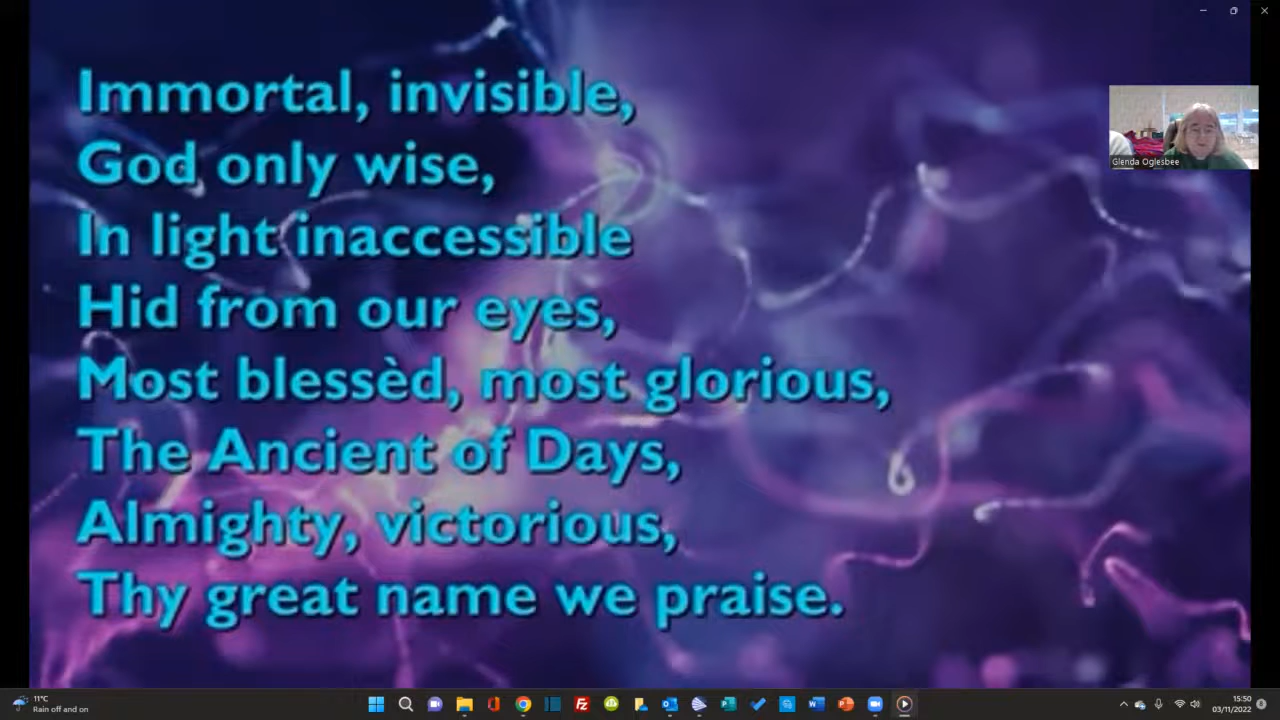 Immortal, invisible,
God only wise,
In light inaccessible
Hid from our eyes,
Most blessèd, most glorious,
The Ancient of Days,
Almighty, victorious,
Thy great name we praise.
Glenda Oglesbee
11°C
Rain off and on
15:50
03/11/2022